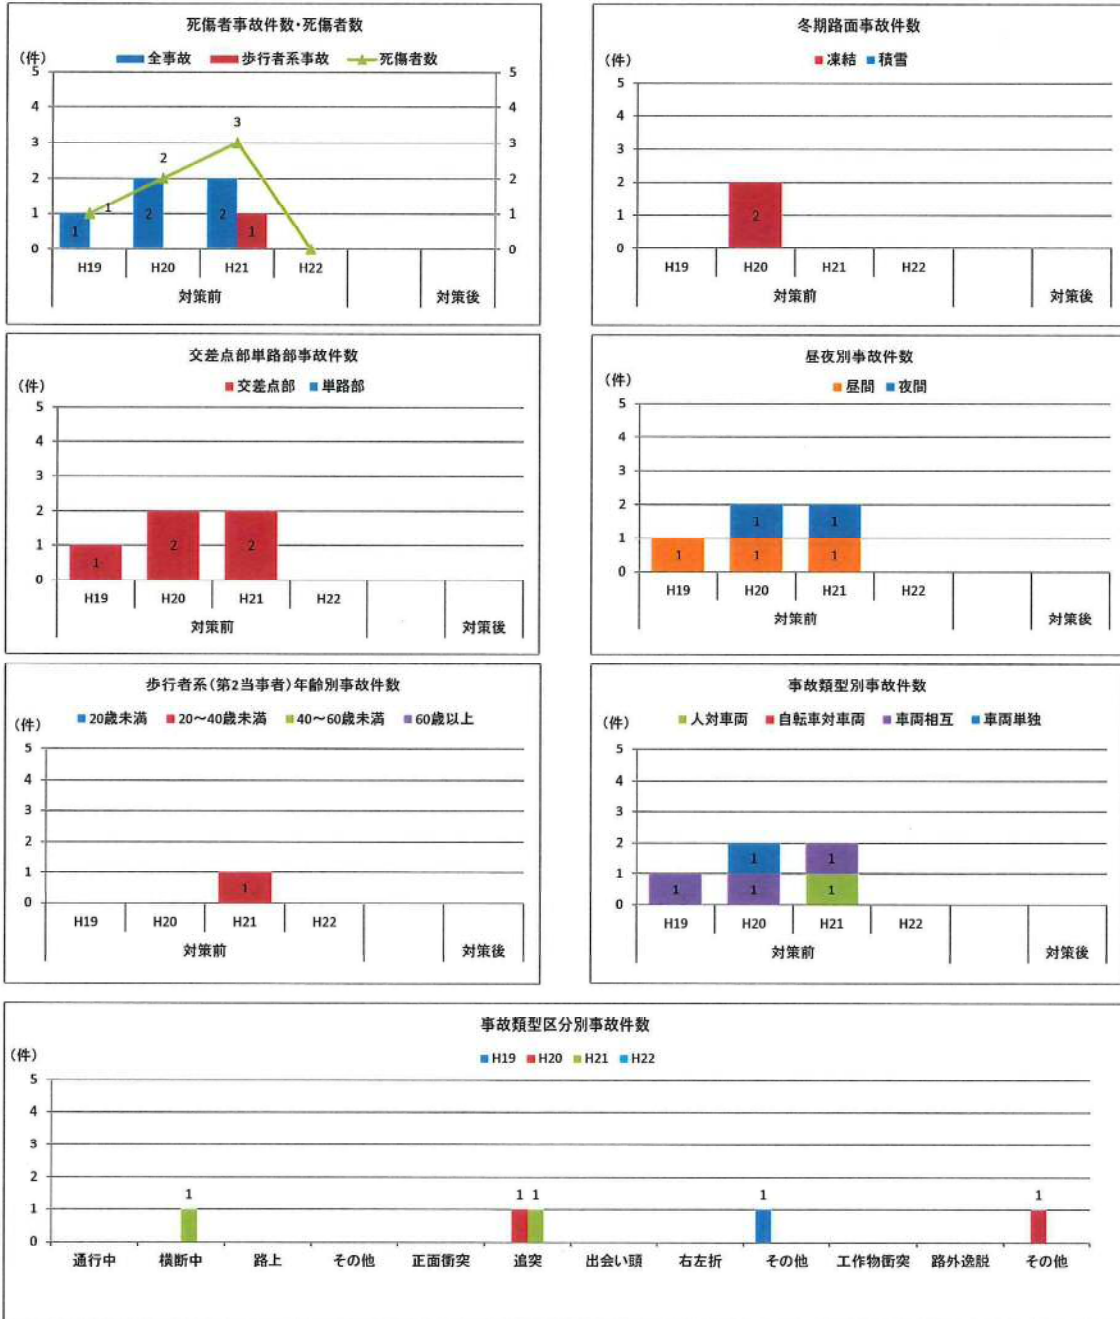 死傷者事故件数・死傷者数
(件) 全事故 歩行者系事故 死傷者数
5 5
4 4
3 3 3
2 2 2 2 2
1 1 1 1 1
0 0
H19 H20 H21 H22
対策前 対策後
冬期路面事故件数
(件) 凍結 積雪
5
4
3
2
1 2
0
H19 H20 H21 H22
対策前 対策後
交差点部単路部事故件数
(件) 交差点部 単路部
5
4
3
2
1 1 2 2
0
H19 H20 H21 H22
対策前 対策後
昼夜別事故件数
(件) 昼間 夜間
5
4
3
2 1 1
1 1 1 1
0
H19 H20 H21 H22
対策前 対策後
歩行者系(第2当事者)年齢別事故件数
20歳未満 20〜40歳未満 40〜60歳未満 60歳以上
(件)
5
4
3
2
1 1
0
H19 H20 H21 H22
対策前 対策後
事故類型別事故件数
人対車両 自転車対車両 車両相互 車両単独
(件)
5
4
3
2 1 1
1 1 1 1
0
H19 H20 H21 H22
対策前 対策後
事故類型区分別事故件数
H19 H20 H21 H22
(件)
5
4
3
2
1 1 1 1 1 1
0
通行中 横断中 路上 その他 正面衝突 追突 出会い頭 右左折 その他 工作物衝突 路外逸脱 その他